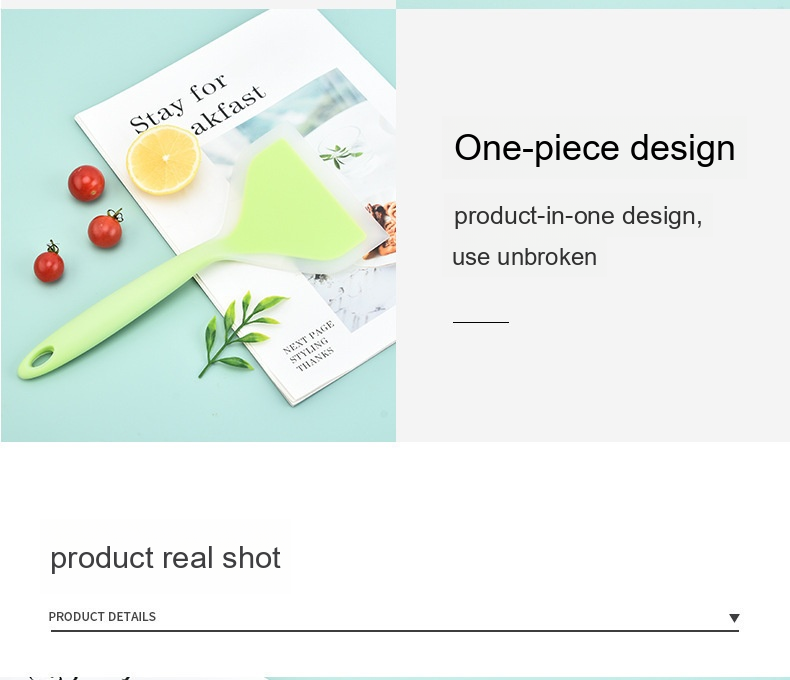 Stay for
akfast
NEXT PAGE
STYLING
THANKS
One-piece design
product-in-one design,
use unbroken
product real shot
PRODUCT DETAILS